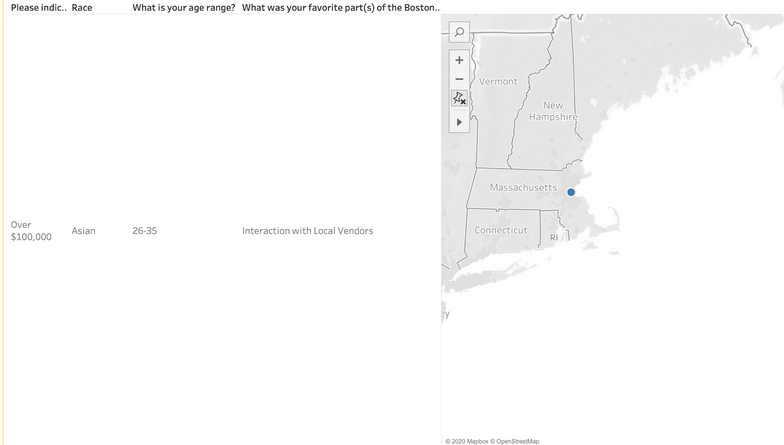 Please indic.. Race What is your age range? What was your favorite part(s) of the Boston..
Over
$100,000
Asian
26-35
Interaction with Local Vendors
Vermont
New
Hampshire
Massachusetts
Connecticut
RI
ey
© 2020 Mapbox © OpenStreetMap